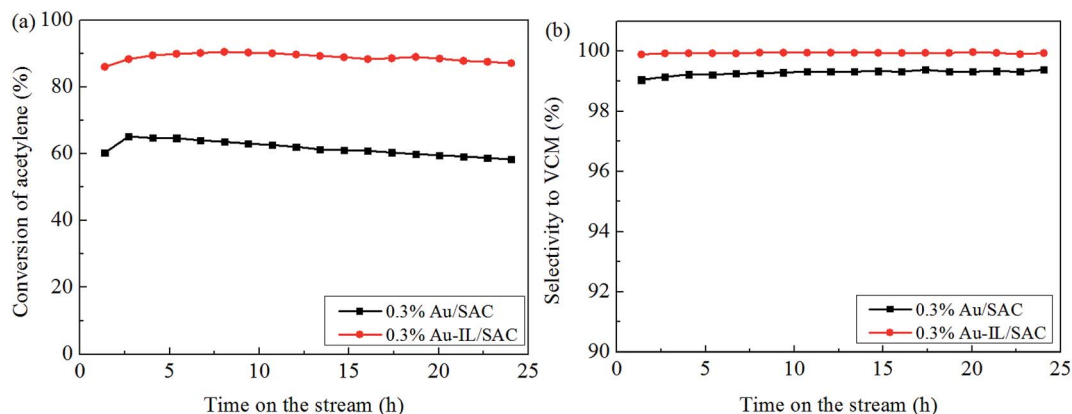 (a)
100
80
60
40
20
0
Conversion of acetylene (%)
0.3% Au/SAC
0.3% Au-IL/SAC
0 5 10 15 20 25
Time on the stream (h)
(b)
100
98
96
94
92
90
Selectivity to VCM (%)
0.3% Au/SAC
0.3% Au-IL/SAC
0 5 10 15 20 25
Time on the stream (h)